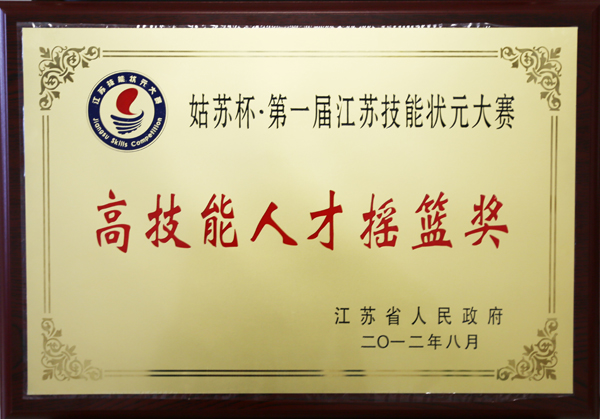 江苏技能状元大赛
Jiangsu Skills Competition
姑苏杯·第一届江苏技能状元大赛
高技能人才摇篮奖
江苏省人民政府
二〇一二年八月